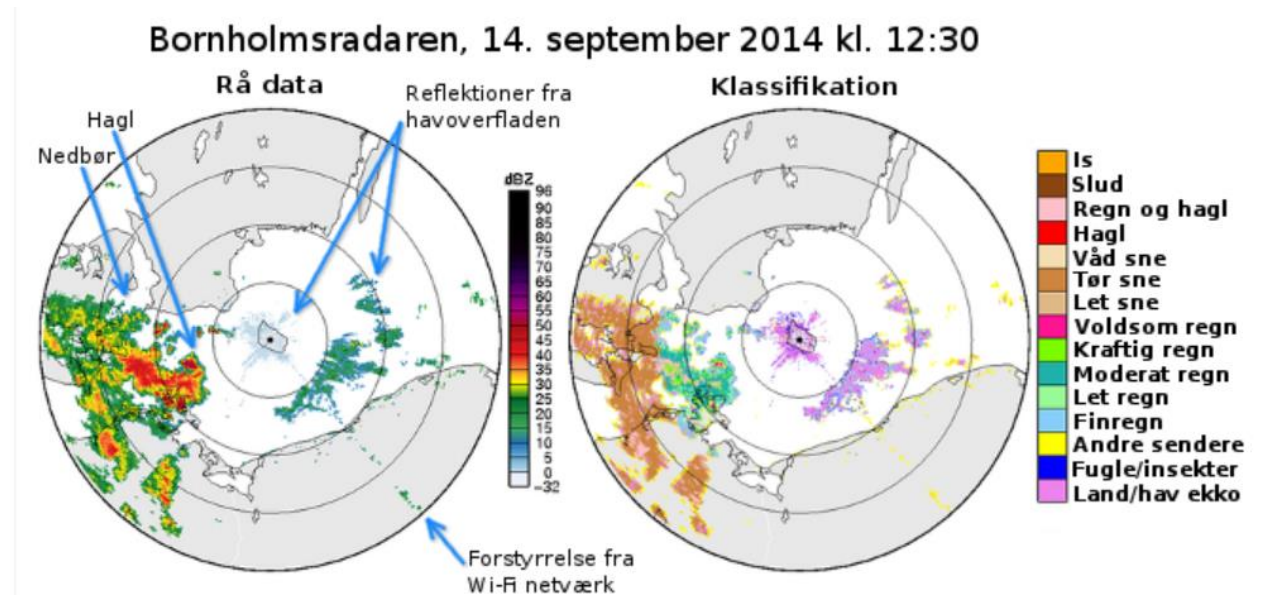 Bornholmsradaren, 14. september 2014 kl. 12:30
Rå data
Klassifikation
Reflektioner fra
havoverfladen
Hagl
Nedbør
dBZ
96
90
85
80
75
70
65
60
55
50
45
40
35
30
25
20
15
10
5
0
-32
Forstyrrelse fra
Wi-Fi netværk
Is
Slud
Regn og hagl
Hagl
Våd sne
Tør sne
Let sne
Voldsom regn
Kraftig regn
Moderat regn
Let regn
Finregn
Andre sendere
Fugle/insekter
Land/hav ekko